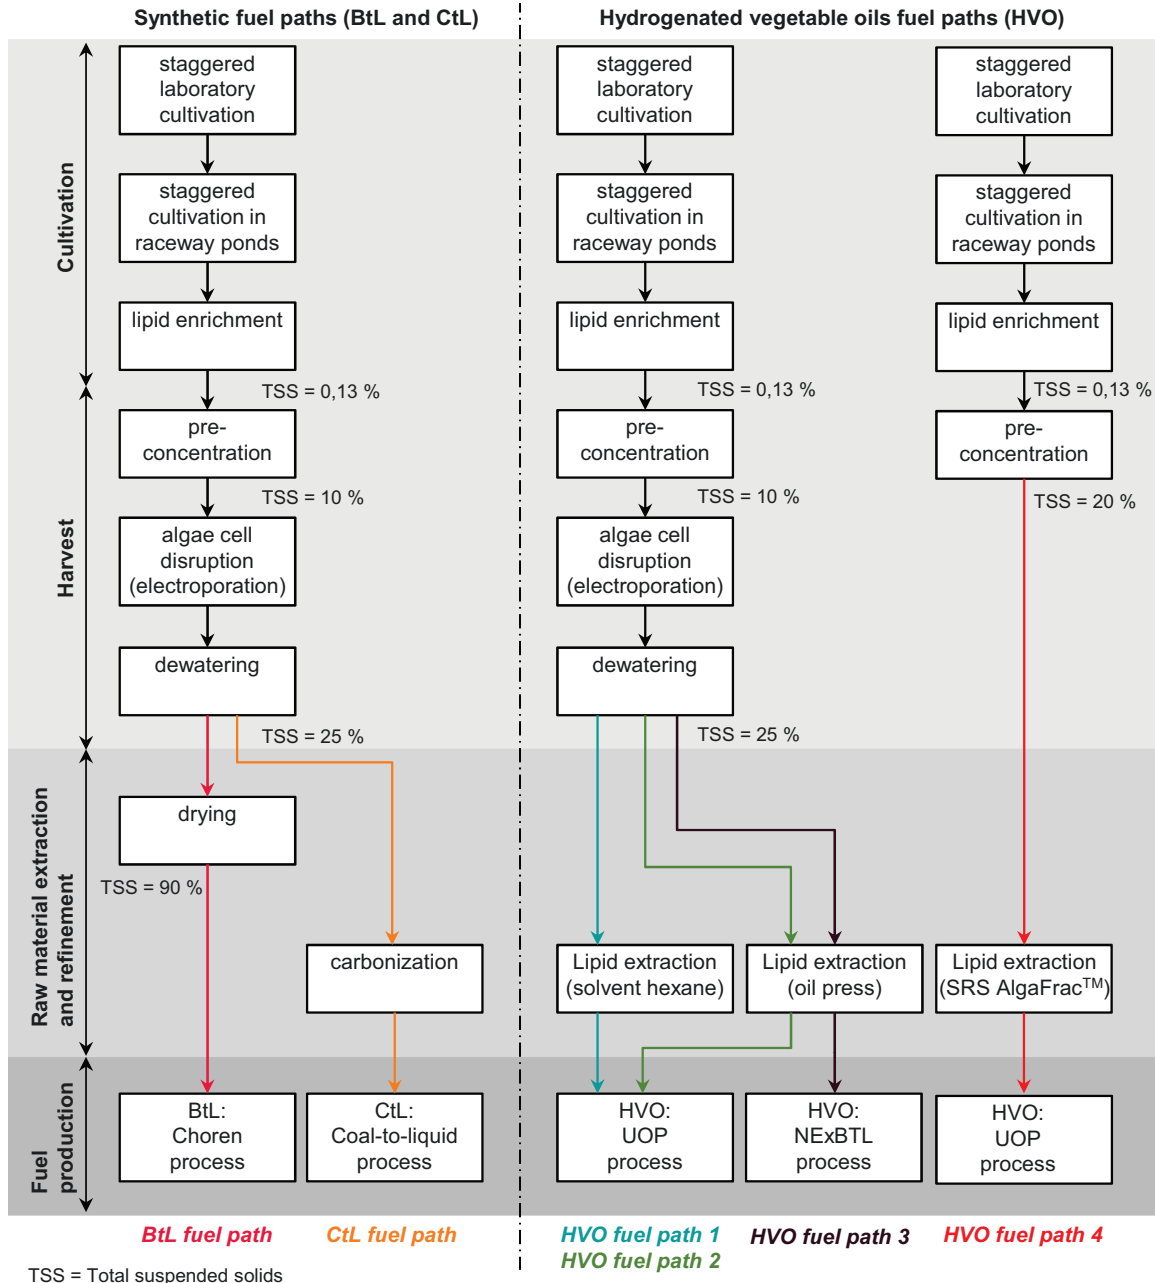 Synthetic fuel paths (BtL and CtL)
Hydrogenated vegetable oils fuel paths (HVO)
Cultivation
Harvest
Raw material extraction
and refinement
Fuel
production
staggered
laboratory
cultivation
staggered
cultivation in
raceway ponds
lipid enrichment
TSS = 0,13 %
pre-
concentration
TSS = 10 %
algae cell
disruption
(electroporation)
dewatering
TSS = 25 %
drying
TSS = 90 %
carbonization
BtL:
Choren
process
CtL:
Coal-to-liquid
process
BtL fuel path
CtL fuel path
staggered
laboratory
cultivation
staggered
cultivation in
raceway ponds
lipid enrichment
TSS = 0,13 %
pre-
concentration
TSS = 10 %
algae cell
disruption
(electroporation)
dewatering
TSS = 25 %
Lipid extraction
(solvent hexane)
Lipid extraction
(oil press)
HVO:
UOP
process
HVO:
NExBTL
process
HVO fuel path 1
HVO fuel path 2
HVO fuel path 3
staggered
laboratory
cultivation
staggered
cultivation in
raceway ponds
lipid enrichment
TSS = 0,13 %
pre-
concentration
TSS = 20 %
Lipid extraction
(SRS AlgaFrac™)
HVO:
UOP
process
HVO fuel path 4
TSS = Total suspended solids